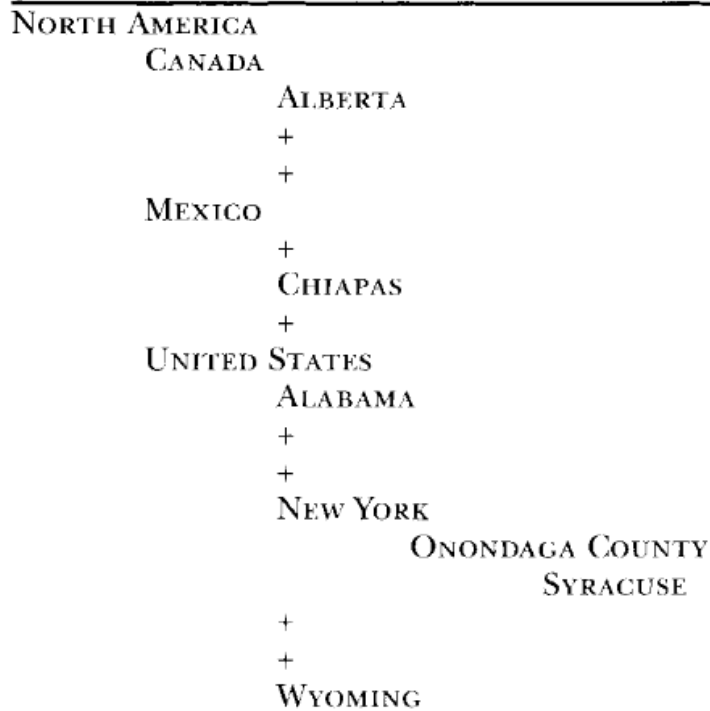 NORTH AMERICA
CANADA
ALBERTA
+
+
MEXICO
+
CHIAPAS
+
UNITED STATES
ALABAMA
+
+
NEW YORK
ONONDAGA COUNTY
SYRACUSE
+
+
WYOMING